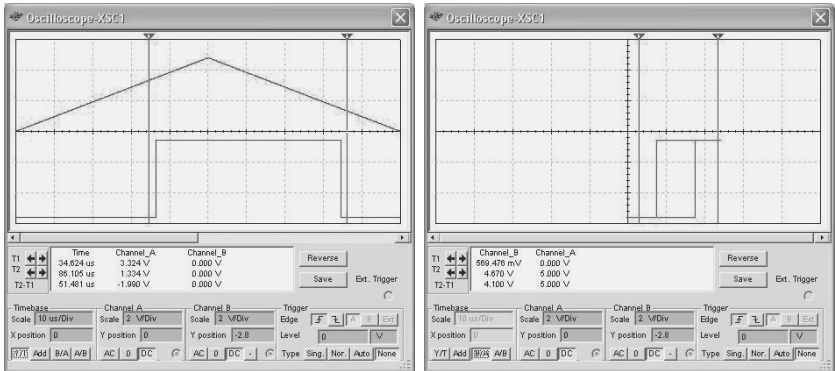 Oscilloscope-XSC1
T1
T2
T2-T1
Time Channel_A Channel_B
34.624 us 3.324 V 0.000 V
86.105 us 1.334 V 0.000 V
51.481 us -1.990 V 0.000 V
Reverse
Save
Ext. Trigger
Timebase
Scale 10 us/Div
X position 0
Y/T Add B/A A/B
Channel A
Scale 2 V/Div
Y position 0
AC 0 DC
Channel B
Scale 2 V/Div
Y position -2.8
AC 0 DC -
Trigger
Edge A B Ext
Level 0 V
Type Sing. Nor. Auto None
Oscilloscope-XSC1
T1
T2
T2-T1
Channel_B Channel_A
569.476 mV 0.000 V
4.670 V 5.000 V
4.100 V 5.000 V
Reverse
Save
Ext. Trigger
Timebase
Scale 10 us/Div
X position 0
Y/T Add B/A A/B
Channel A
Scale 2 V/Div
Y position 0
AC 0 DC
Channel B
Scale 2 V/Div
Y position -2.8
AC 0 DC -
Trigger
Edge A B Ext
Level 0 V
Type Sing. Nor. Auto None